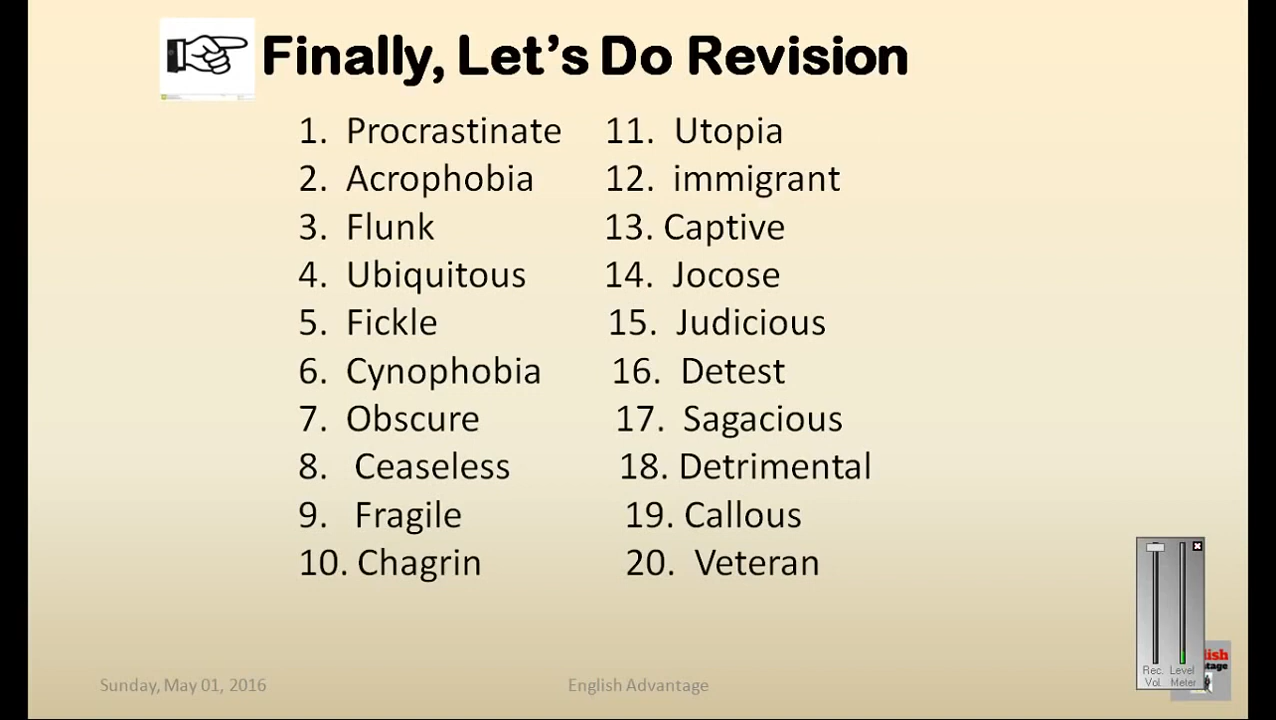 Finally, Let's Do Revision
1. Procrastinate
2. Acrophobia
3. Flunk
4. Ubiquitous
5. Fickle
6. Cynophobia
7. Obscure
8. Ceaseless
9. Fragile
10. Chagrin
11. Utopia
12. immigrant
13. Captive
14. Jocose
15. Judicious
16. Detest
17. Sagacious
18. Detrimental
19. Callous
20. Veteran
Rec. Level
Vol. Meter
Sunday, May 01, 2016
English Advantage